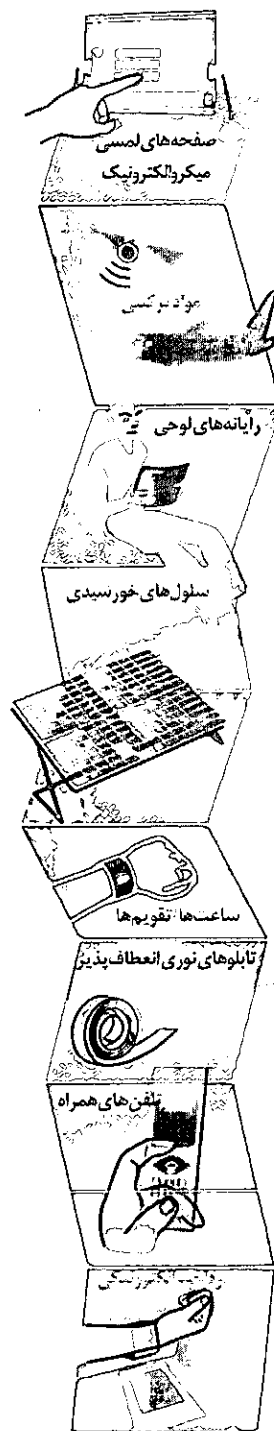 صفحه‌های لمسی
میکروالکترونیک
مواد
رایانه‌های لوحی
سلول‌های خورشیدی
ساعت‌ها تقویم‌ها
تابلوهای نوری انعطاف‌پذیر
تلفن‌های همراه